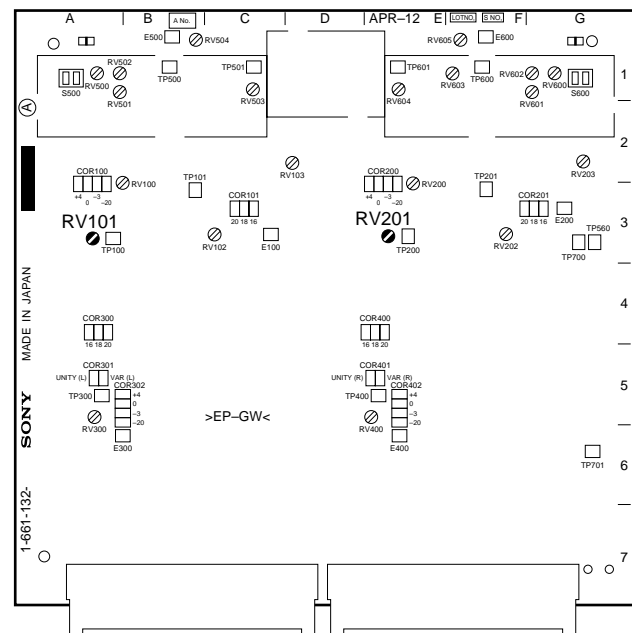 A B C D APR–12 E F G
A No. LOTNO. S NO.
E500 RV504 RV605 E600
RV502 TP501 TP601 RV602 RV600
RV500 TP500 RV603 TP600 1
S500 RV501 RV503 RV604 RV601 S600
A
2
COR100 TP101 RV103 COR200 TP201 RV203
RV100 COR101 RV200 COR201
+4 –3 +4 –3
0 –20 0 –20
E200
20 18 16 20 18 16
RV101 RV201 3
TP560
RV102 E100 RV202
TP100 TP200 TP700
MADE IN JAPAN
4
COR300 COR400
16 18 20 16 18 20
COR301 COR401
UNITY (L) VAR (L) UNITY (R) VAR (R)
COR302 COR402 5
TP300 +4 TP400 +4
0 0
–3 –3
–20 –20
RV300 RV400
>EP–GW<
SONY
E300 E400
6
TP701
1-661-132-
7